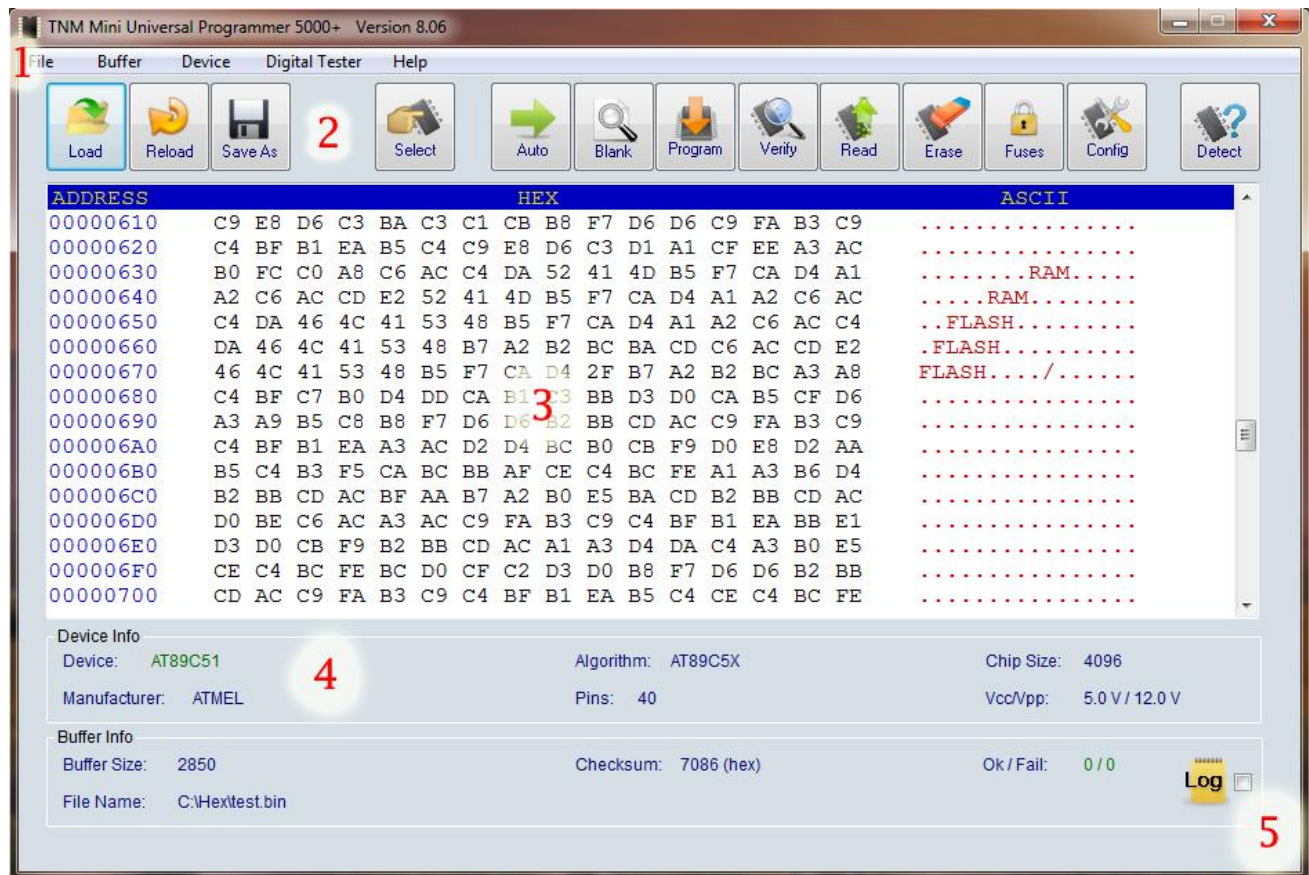 TNM Mini Universal Programmer 5000+ Version 8.06
1 File Buffer Device Digital Tester Help
Load Reload Save As 2 Select Auto Blank Program Verify Read Erase Fuses Config Detect
ADDRESS HEX ASCII
00000610 C9 E8 D6 C3 BA C3 C1 CB B8 F7 D6 D6 C9 FA B3 C9 ................
00000620 C4 BF B1 EA B5 C4 C9 E8 D6 C3 D1 A1 CF EE A3 AC ................
00000630 B0 FC C0 A8 C6 AC C4 DA 52 41 4D B5 F7 CA D4 A1 ........RAM.....
00000640 A2 C6 AC CD E2 52 41 4D B5 F7 CA D4 A1 A2 C6 AC .....RAM........
00000650 C4 DA 46 4C 41 53 48 B5 F7 CA D4 A1 A2 C6 AC C4 ..FLASH.........
00000660 DA 46 4C 41 53 48 B7 A2 B2 BC BA CD C6 AC CD E2 .FLASH..........
00000670 46 4C 41 53 48 B5 F7 CA D4 2F B7 A2 B2 BC A3 A8 FLASH..../......
00000680 C4 BF C7 B0 D4 DD CA B1 C3 BB D3 D0 CA B5 CF D6 ................
3
00000690 A3 A9 B5 C8 B8 F7 D6 D6 B2 BB CD AC C9 FA B3 C9 ................
000006A0 C4 BF B1 EA A3 AC D2 D4 BC B0 CB F9 D0 E8 D2 AA ................
000006B0 B5 C4 B3 F5 CA BC BB AF CE C4 BC FE A1 A3 B6 D4 ................
000006C0 B2 BB CD AC BF AA B7 A2 B0 E5 BA CD B2 BB CD AC ................
000006D0 D0 BE C6 AC A3 AC C9 FA B3 C9 C4 BF B1 EA BB E1 ................
000006E0 D3 D0 CB F9 B2 BB CD AC A1 A3 D4 DA C4 A3 B0 E5 ................
000006F0 CE C4 BC FE BC D0 CF C2 D3 D0 B8 F7 D6 D6 B2 BB ................
00000700 CD AC C9 FA B3 C9 C4 BF B1 EA B5 C4 CE C4 BC FE ................
Device Info
Device: AT89C51 Algorithm: AT89C5X Chip Size: 4096
4
Manufacturer: ATMEL Pins: 40 Vcc/Vpp: 5.0 V / 12.0 V
Buffer Info
Buffer Size: 2850 Checksum: 7086 (hex) Ok / Fail: 0 / 0
Log
File Name: C:\Hex\test.bin
5